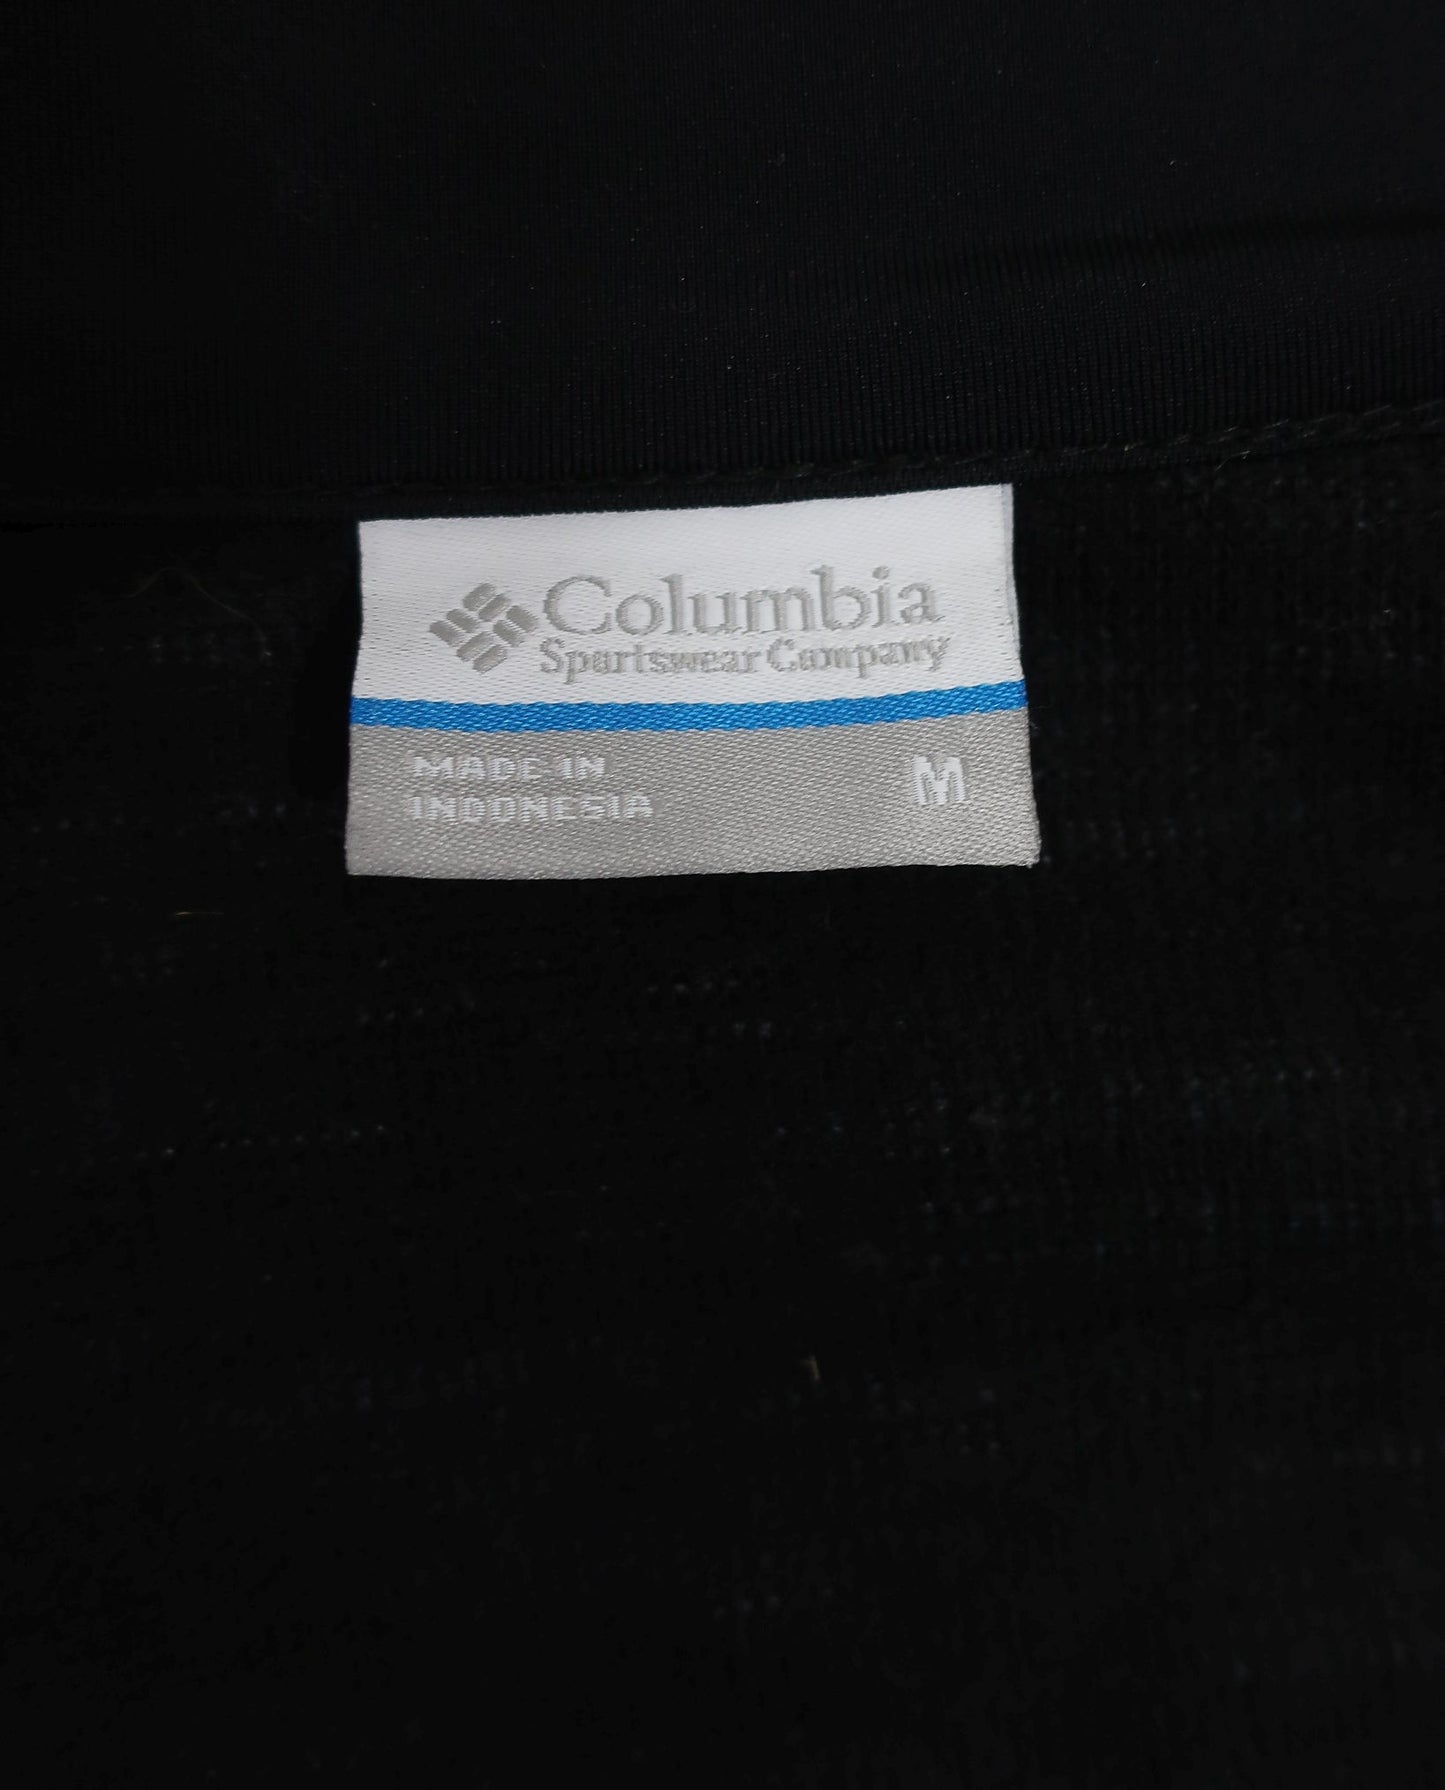 Columbia
Sportswear Company
MADE IN
INDONESIA
M